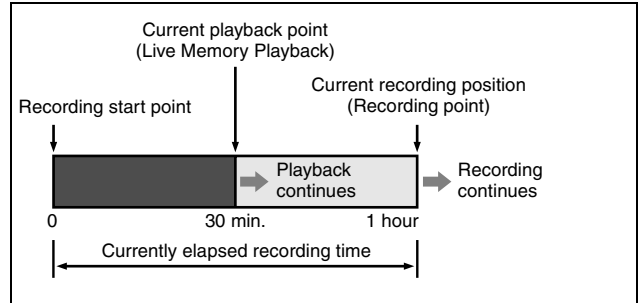 Current playback point
(Live Memory Playback)
Current recording position
(Recording point)
Recording start point
Playback
continues
Recording
continues
0
30 min.
1 hour
Currently elapsed recording time